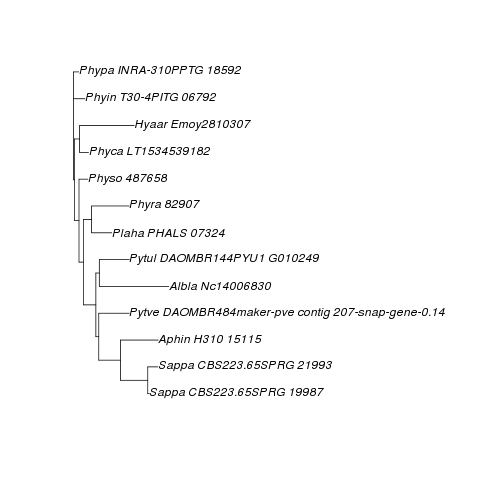 Phypa INRA-310PPTG 18592
Phyin T30-4PITG 06792
Hyaar Emoy2810307
Phyca LT1534539182
Physo 487658
Phyra 82907
Plaha PHALS 07324
Pytul DAOMBR144PYU1 G010249
Albla Nc14006830
Pytve DAOMBR484maker-pve contig 207-snap-gene-0.14
Aphin H310 15115
Sappa CBS223.65SPRG 21993
Sappa CBS223.65SPRG 19987